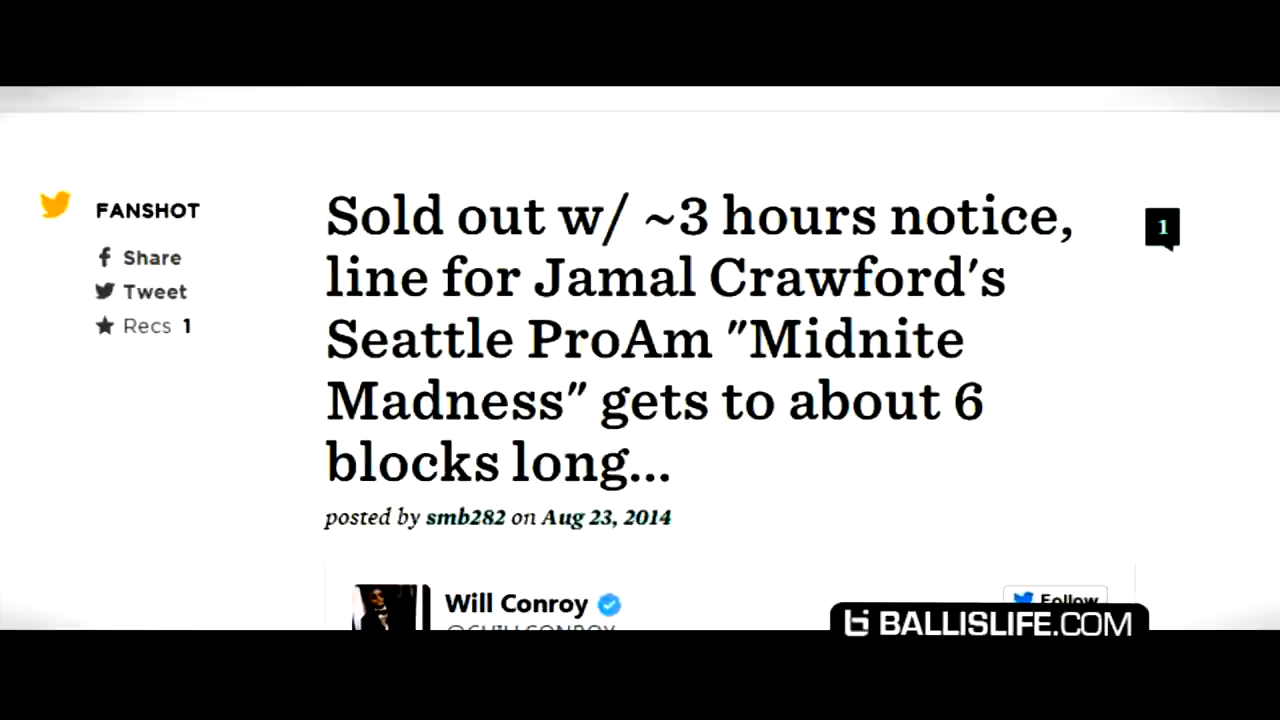 FANSHOT
Share
Tweet
Recs 1
Sold out w/ ~3 hours notice,
line for Jamal Crawford's
Seattle ProAm "Midnite
Madness" gets to about 6
blocks long...
1
posted by smb282 on Aug 23, 2014
Will Conroy
Follow
BALLISLIFE.COM